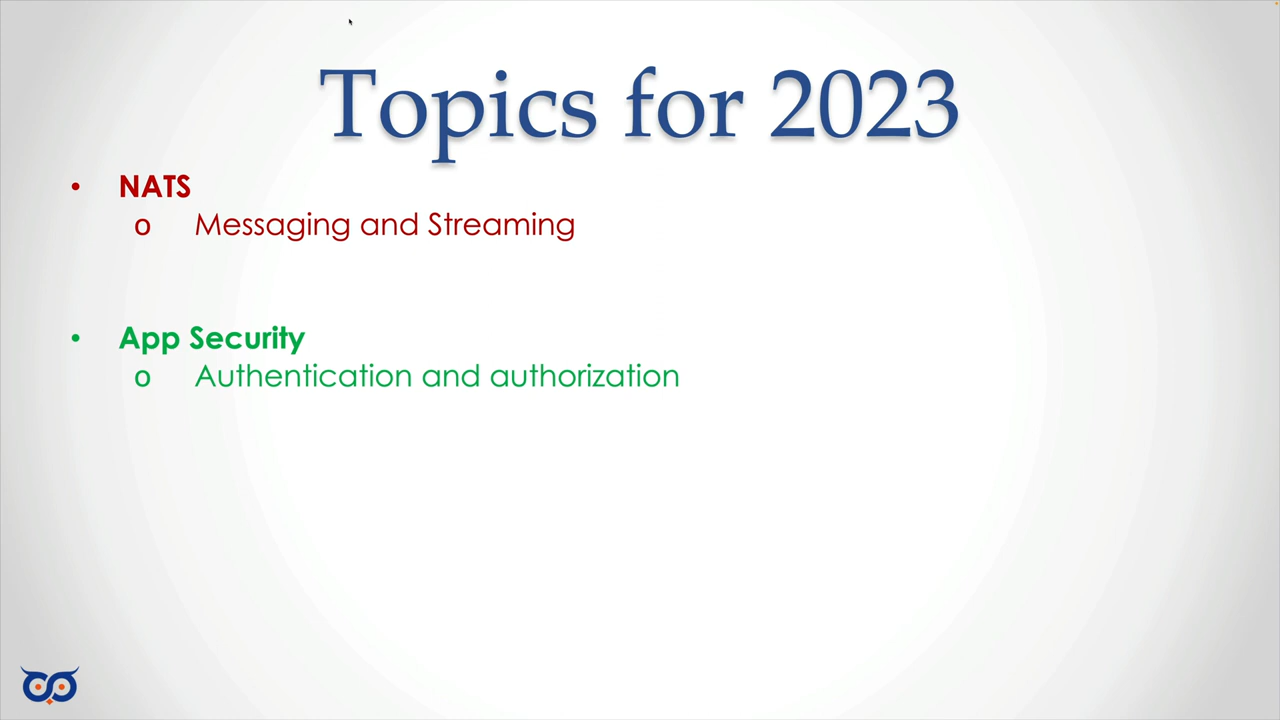 Topics for 2023
• NATS
o Messaging and Streaming
• App Security
o Authentication and authorization